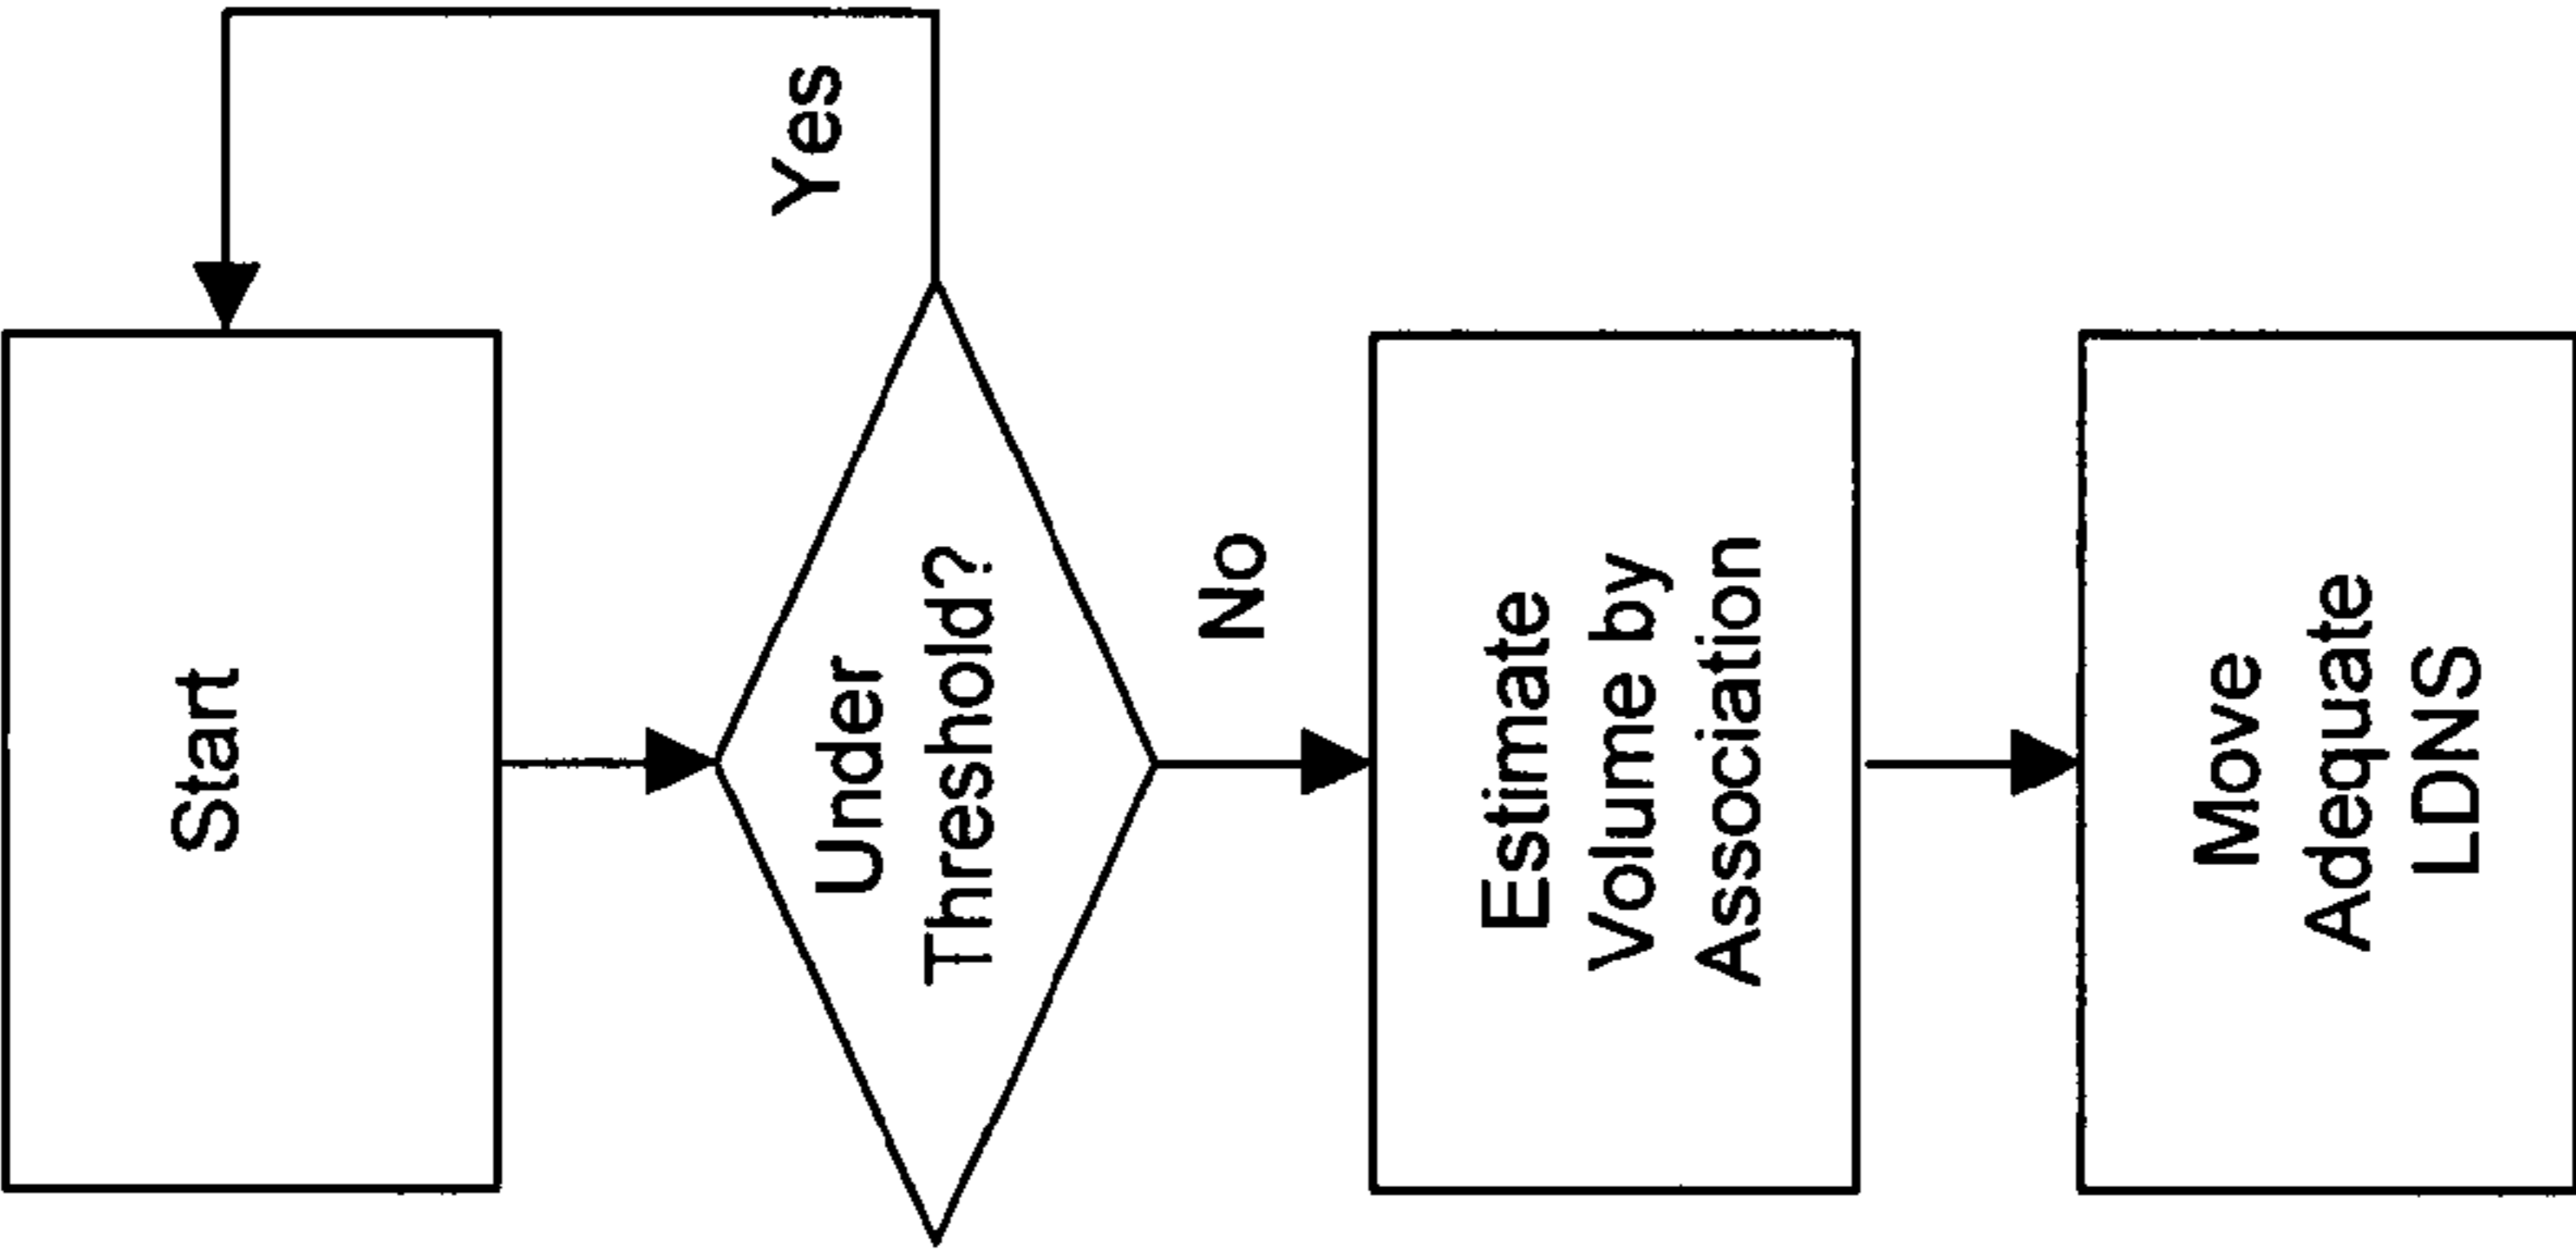 Start
Under
Threshold?
Yes
No
Estimate
Volume by
Association
Move
Adequate
LDNS